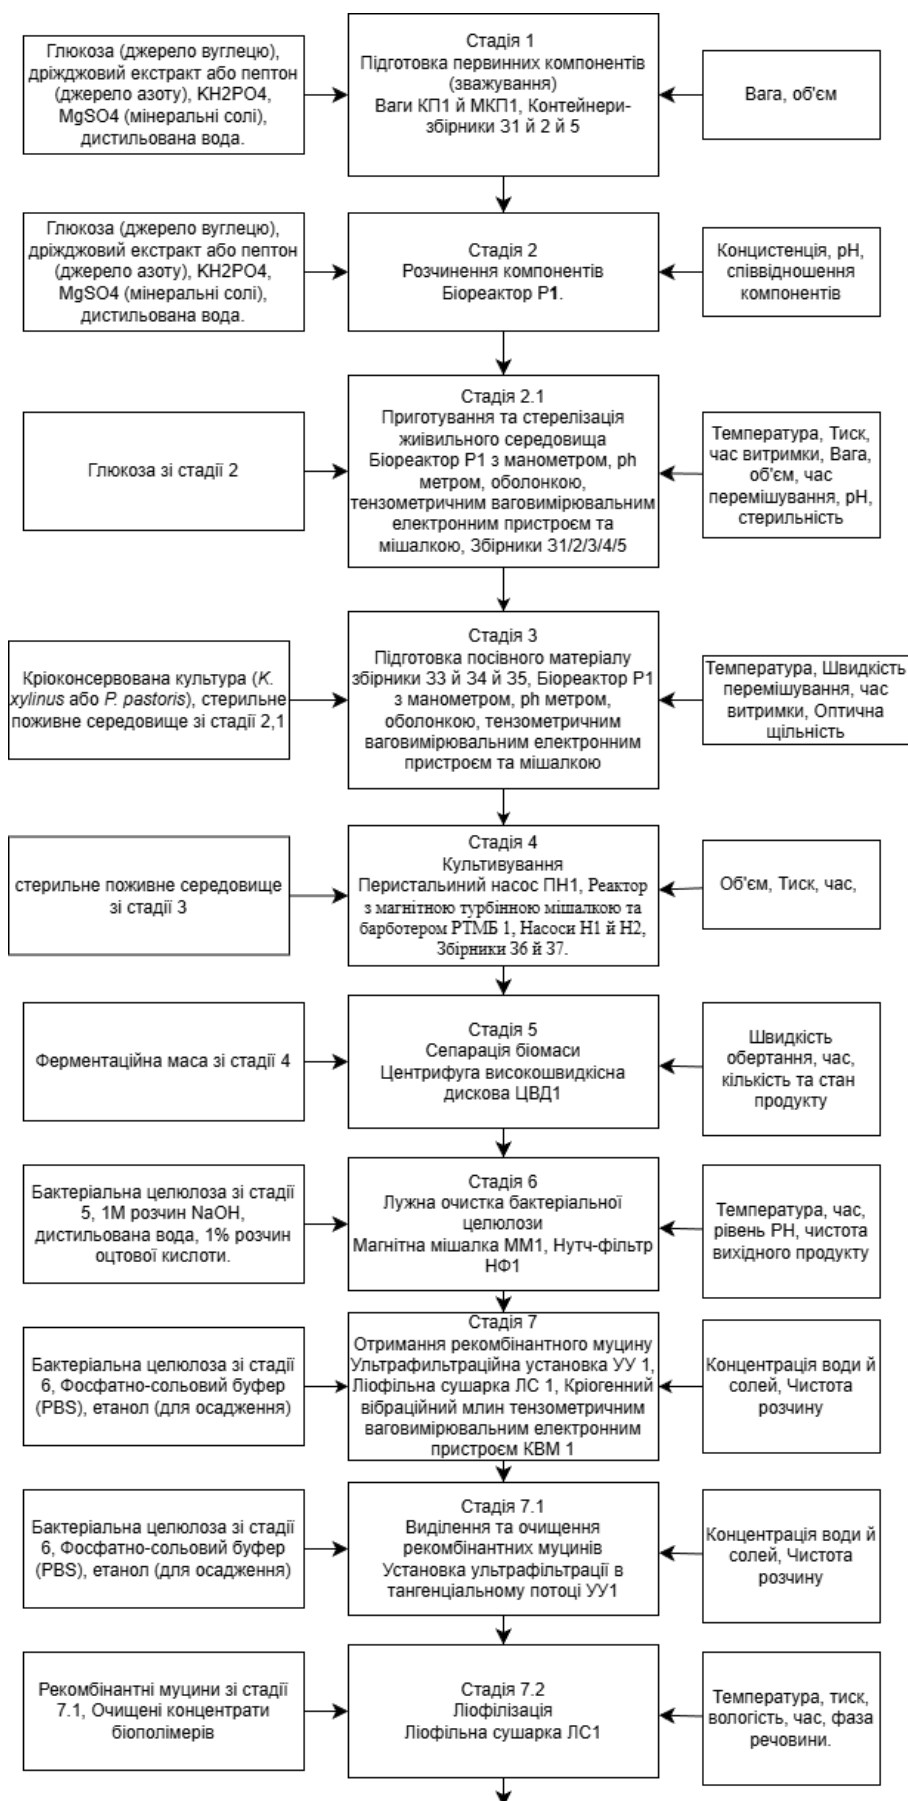 Глюкоза (джерело вуглецю),
дріжджовий екстракт або пептон
(джерело азоту), KH2PO4,
MgSO4 (мінеральні солі),
дистильована вода.
Стадія 1
Підготовка первинних компонентів
(зважування)
Ваги КП1 й МКП1, Контейнери-
збірники З1 й 2 й 5
Вага, об'єм
Глюкоза (джерело вуглецю),
дріжджовий екстракт або пептон
(джерело азоту), KH2PO4,
MgSO4 (мінеральні солі),
дистильована вода.
Стадія 2
Розчинення компонентів
Біореактор Р1.
Концистенція, pH,
співвідношення
компонентів
Глюкоза зі стадії 2
Стадія 2.1
Приготування та стерелізація
жиівильного середовища
Біореактор Р1 з манометром, ph
метром, оболонкою,
тензометричним ваговимірювальним
електронним пристроєм та
мішалкою, Збірники З1/2/3/4/5
Температура, Тиск,
час витримки, Вага,
об'єм, час
перемішування, pH,
стерильність
Кріоконсервована культура (K.
xylinus або P. pastoris), стерильне
поживне середовище зі стадії 2,1
Стадія 3
Підготовка посівного матеріалу
збірники З3 й З4 й З5, Біореактор Р1
з манометром, ph метром,
оболонкою, тензометричним
ваговимірювальним електронним
пристроєм та мішалкою
Температура, Швидкість
перемішування, час
витримки, Оптична
щільність
стерильне поживне середовище
зі стадії 3
Стадія 4
Культивування
Перистальиний насос ПН1, Реактор
з магнітною турбінною мішалкою та
барботером РТМБ 1, Насоси Н1 й Н2,
Збірники З6 й З7.
Об'єм, Тиск, час,
Ферментаційна маса зі стадії 4
Стадія 5
Сепарація біомаси
Центрифуга високошвидкісна
дискова ЦВД1
Швидкість
обертання, час,
кількість та стан
продукту
Бактеріальна целюлоза зі стадії
5, 1М розчин NaOH,
дистильована вода, 1% розчин
оцтової кислоти.
Стадія 6
Лужна очистка бактеріальної
целюлози
Магнітна мішалка ММ1, Нутч-фільтр
НФ1
Температура, час,
рівень РН, чистота
вихідного продукту
Бактеріальна целюлоза зі стадії
6, Фосфатно-сольовий буфер
(PBS), етанол (для осадження)
Стадія 7
Отримання рекомбінантного муцину
Ультрафильтраційна установка УУ 1,
Ліофільна сушарка ЛС 1, Кріогенний
вібраційний млин тензометричним
ваговимірювальним електронним
пристроєм КВМ 1
Концентрація води й
солей, Чистота
розчину
Бактеріальна целюлоза зі стадії
6, Фосфатно-сольовий буфер
(PBS), етанол (для осадження)
Стадія 7.1
Виділення та очищення
рекомбінантних муцинів
Установка ультрафільтрації в
тангенціальному потоці УУ1
Концентрація води й
солей, Чистота
розчину
Рекомбінантні муцини зі стадії
7.1, Очищені концентрати
біополімерів
Стадія 7.2
Ліофілізація
Ліофільна сушарка ЛС1
Температура, тиск,
вологість, час, фаза
речовини.